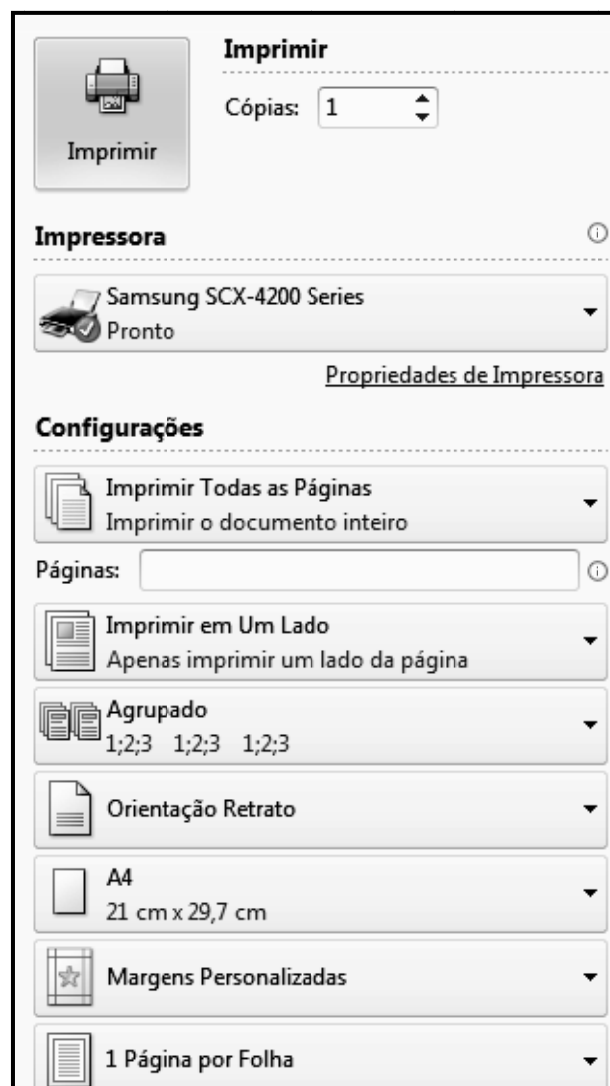 Imprimir
Imprimir
Cópias: 1
Impressora
Samsung SCX-4200 Series
Pronto
Propriedades de Impressora
Configurações
Imprimir Todas as Páginas
Imprimir o documento inteiro
Páginas:
Imprimir em Um Lado
Apenas imprimir um lado da página
Agrupado
1;2;3 1;2;3 1;2;3
Orientação Retrato
A4
21 cm x 29,7 cm
Margens Personalizadas
1 Página por Folha